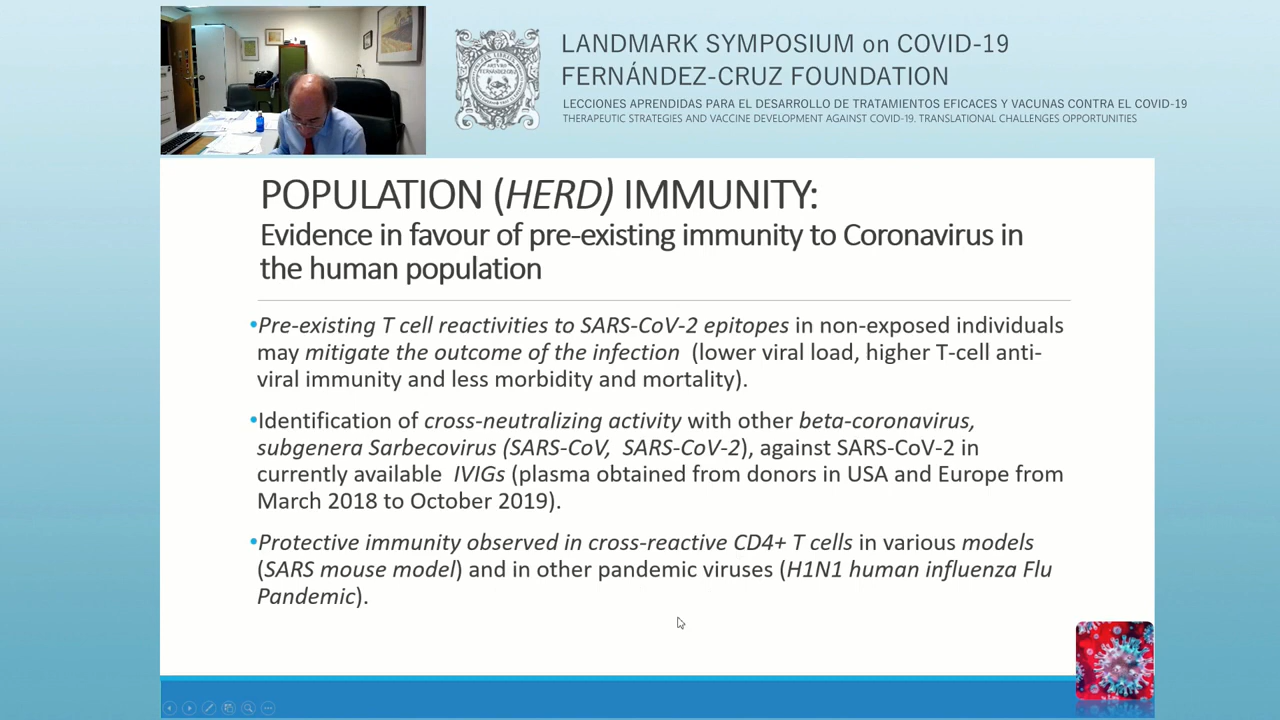 LANDMARK SYMPOSIUM on COVID-19
FERNÁNDEZ-CRUZ FOUNDATION
LECCIONES APRENDIDAS PARA EL DESARROLLO DE TRATAMIENTOS EFICACES Y VACUNAS CONTRA EL COVID-19
THERAPEUTIC STRATEGIES AND VACCINE DEVELOPMENT AGAINST COVID-19. TRANSLATIONAL CHALLENGES OPPORTUNITIES
POPULATION (HERD) IMMUNITY:
Evidence in favour of pre-existing immunity to Coronavirus in
the human population
•Pre-existing T cell reactivities to SARS-CoV-2 epitopes in non-exposed individuals
may mitigate the outcome of the infection (lower viral load, higher T-cell anti-
viral immunity and less morbidity and mortality).
•Identification of cross-neutralizing activity with other beta-coronavirus,
subgenera Sarbecovirus (SARS-CoV, SARS-CoV-2), against SARS-CoV-2 in
currently available IVIGs (plasma obtained from donors in USA and Europe from
March 2018 to October 2019).
•Protective immunity observed in cross-reactive CD4+ T cells in various models
(SARS mouse model) and in other pandemic viruses (H1N1 human influenza Flu
Pandemic).